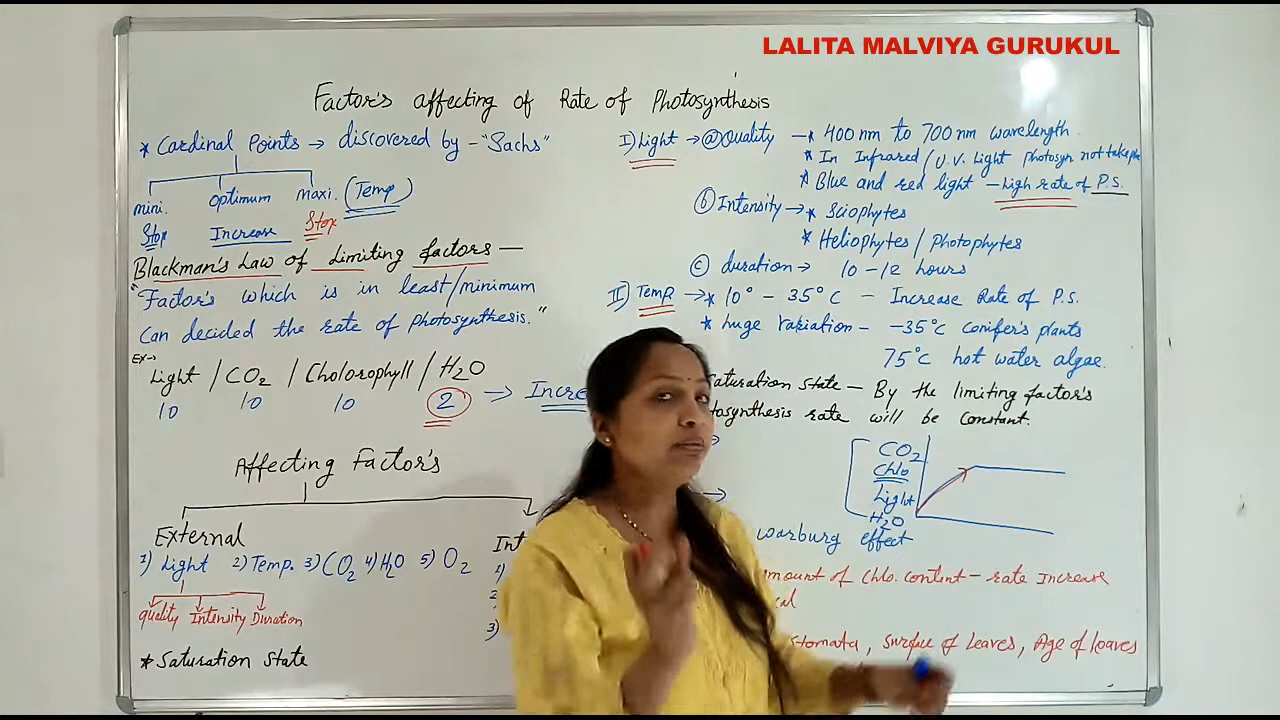 LALITA MALVIYA GURUKUL
Factor's affecting of Rate of Photosynthesis
* Cardinal Points → discovered by - "Sachs"
mini. optimum maxi. (Temp)
Stop Increase Stop
Blackman's Law of Limiting factors —
"Factor's which is in least/minimum
Can decided the rate of photosynthesis."
Ex→
Light / CO2 / Cholorophyll / H2O
10 10 10 2 →
Affecting Factor's
External
1) Light 2) Temp. 3) CO2 4) H2O 5) O2
quality Intensity Duration
* Saturation State
1)
2)
3)
I) Light → ⓐ Quality — * 400nm to 700nm wavelength
* In Infrared / U.V. Light photosyn not take
* Blue and red light — high rate of P.S.
ⓑ Intensity → * Sciophytes
* Heliophytes / Photophytes
ⓒ duration → 10 – 12 hours
II) Temp → * 10° – 35°C – Increase Rate of P.S.
* huge variation – –35°C conifer's plants
75°C hot water algae.
Saturation State — By the limiting factor's
rate will be constant.
CO2
Chlo
Light
H2O
warburg effect
of Chlo. content – rate Increase
Stomata, Surface of leaves, Age of leaves